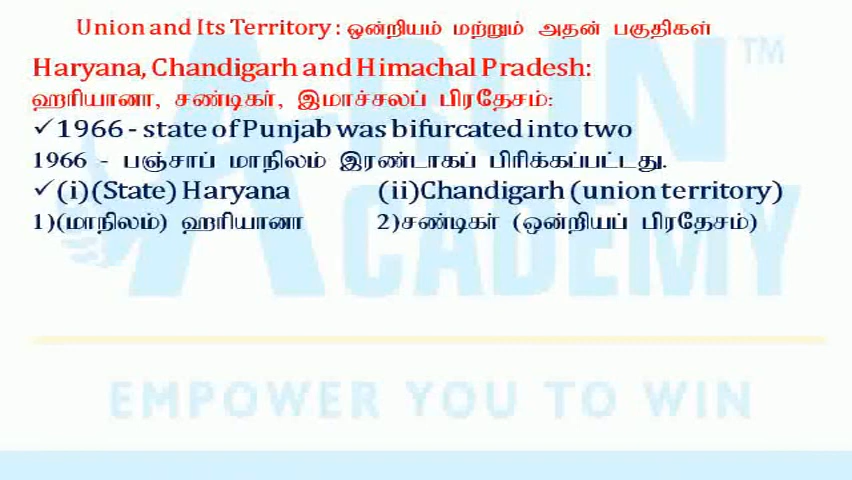 Union and Its Territory : ஒன்றியம் மற்றும் அதன் பகுதிகள்
Haryana, Chandigarh and Himachal Pradesh:
ஹரியானா, சண்டிகர், இமாச்சலப் பிரதேசம்:
✓1966 - state of Punjab was bifurcated into two
1966 - பஞ்சாப் மாநிலம் இரண்டாகப் பிரிக்கப்பட்டது.
✓(i)(State) Haryana (ii)Chandigarh (union territory)
1)(மாநிலம்) ஹரியானா 2)சண்டிகர் (ஒன்றியப் பிரதேசம்)
ARUN™
ACADEMY
EMPOWER YOU TO WIN